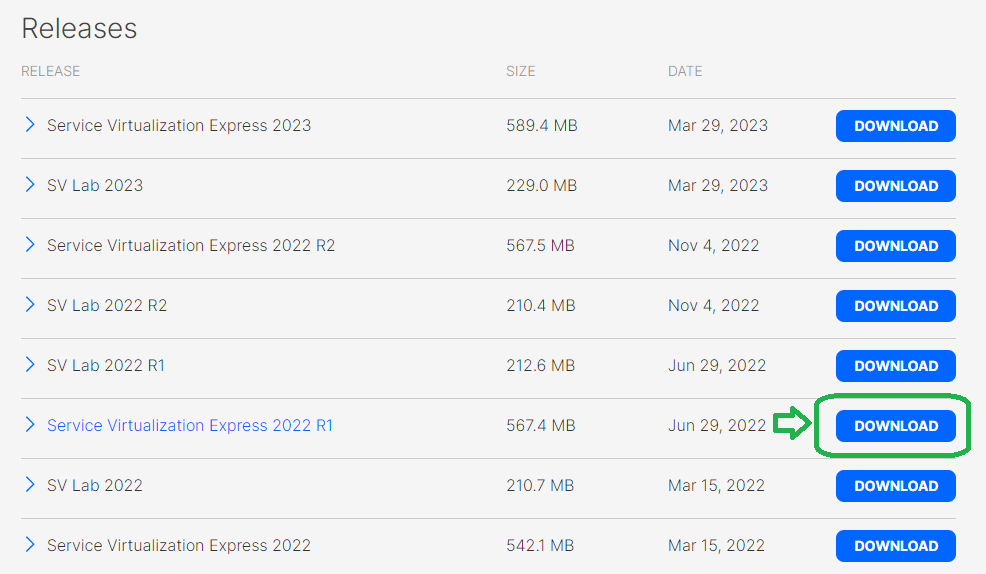 Releases
RELEASE SIZE DATE
Service Virtualization Express 2023 589.4 MB Mar 29, 2023 DOWNLOAD
SV Lab 2023 229.0 MB Mar 29, 2023 DOWNLOAD
Service Virtualization Express 2022 R2 567.5 MB Nov 4, 2022 DOWNLOAD
SV Lab 2022 R2 210.4 MB Nov 4, 2022 DOWNLOAD
SV Lab 2022 R1 212.6 MB Jun 29, 2022 DOWNLOAD
Service Virtualization Express 2022 R1 567.4 MB Jun 29, 2022 DOWNLOAD
SV Lab 2022 210.7 MB Mar 15, 2022 DOWNLOAD
Service Virtualization Express 2022 542.1 MB Mar 15, 2022 DOWNLOAD